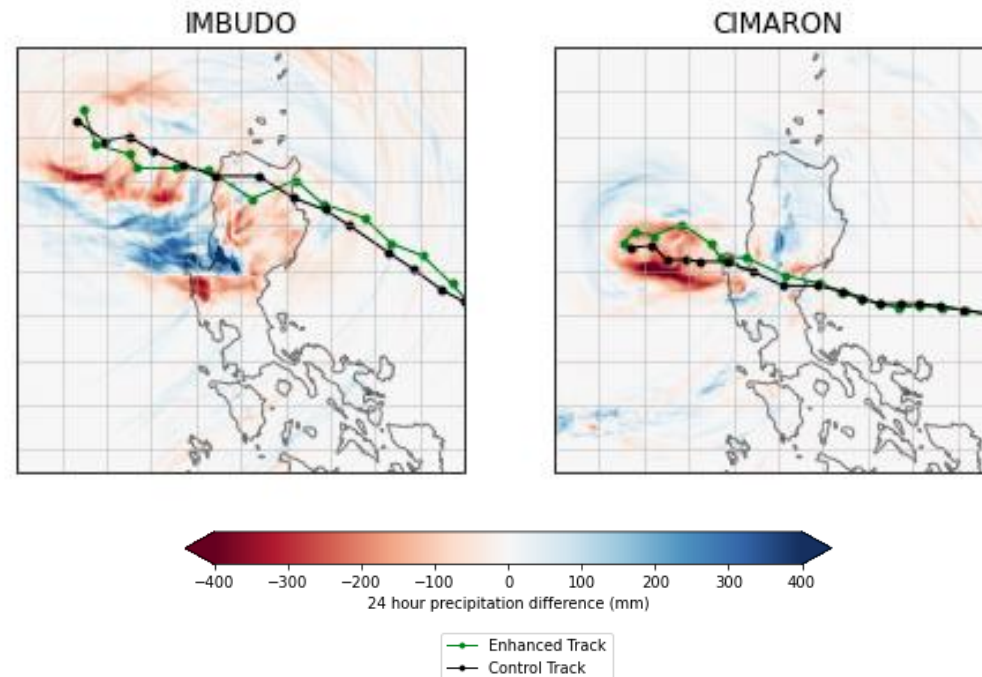 IMBUDO
CIMARON
−400 −300 −200 −100 0 100 200 300 400
24 hour precipitation difference (mm)
Enhanced Track
Control Track